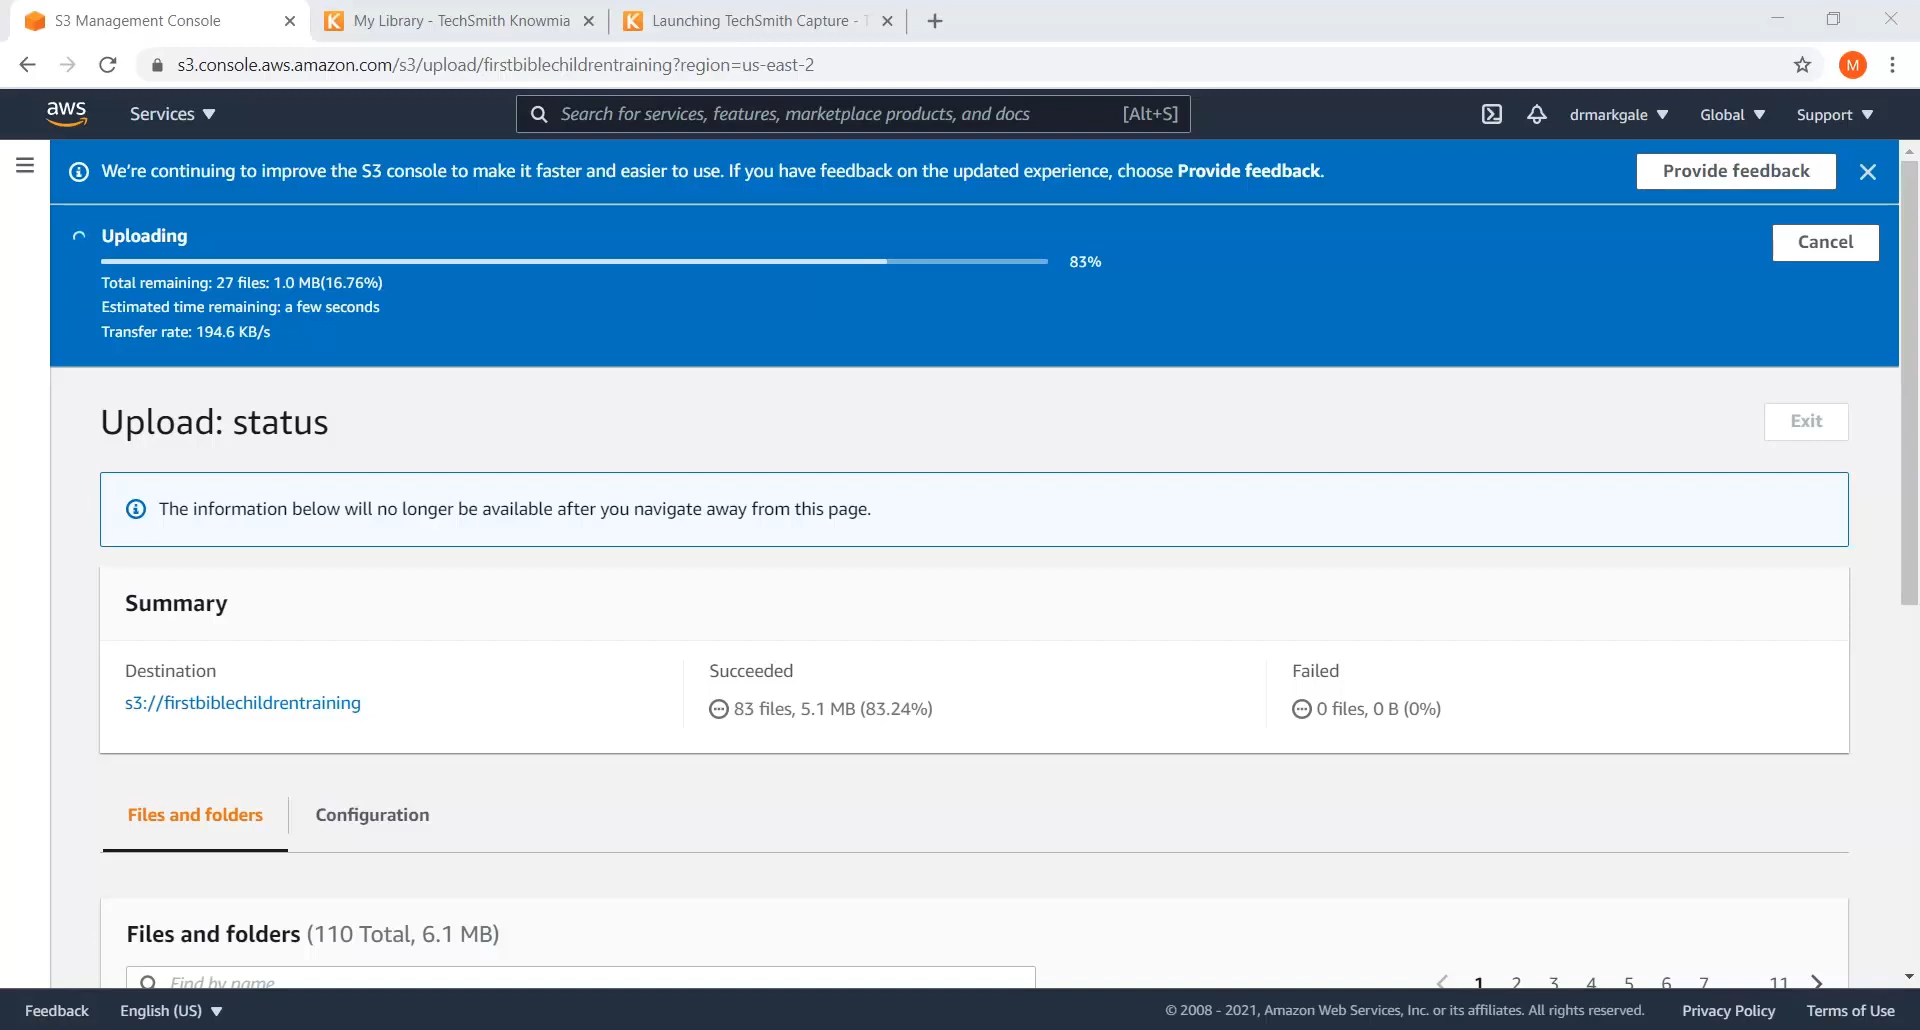 S3 Management Console
My Library - TechSmith Knowmia
Launching TechSmith Capture - T
s3.console.aws.amazon.com/s3/upload/firstbiblechildrentraining?region=us-east-2
M
aws
Services
Search for services, features, marketplace products, and docs
[Alt+S]
drmarkgale
Global
Support
We're continuing to improve the S3 console to make it faster and easier to use. If you have feedback on the updated experience, choose Provide feedback.
Provide feedback
Uploading
Cancel
83%
Total remaining: 27 files: 1.0 MB(16.76%)
Estimated time remaining: a few seconds
Transfer rate: 194.6 KB/s
Upload: status
Exit
The information below will no longer be available after you navigate away from this page.
Summary
Destination
s3://firstbiblechildrentraining
Succeeded
83 files, 5.1 MB (83.24%)
Failed
0 files, 0 B (0%)
Files and folders
Configuration
Files and folders (110 Total, 6.1 MB)
Find by name
1 2 3 4 5 6 7 ... 11
Feedback
English (US)
© 2008 - 2021, Amazon Web Services, Inc. or its affiliates. All rights reserved.
Privacy Policy
Terms of Use